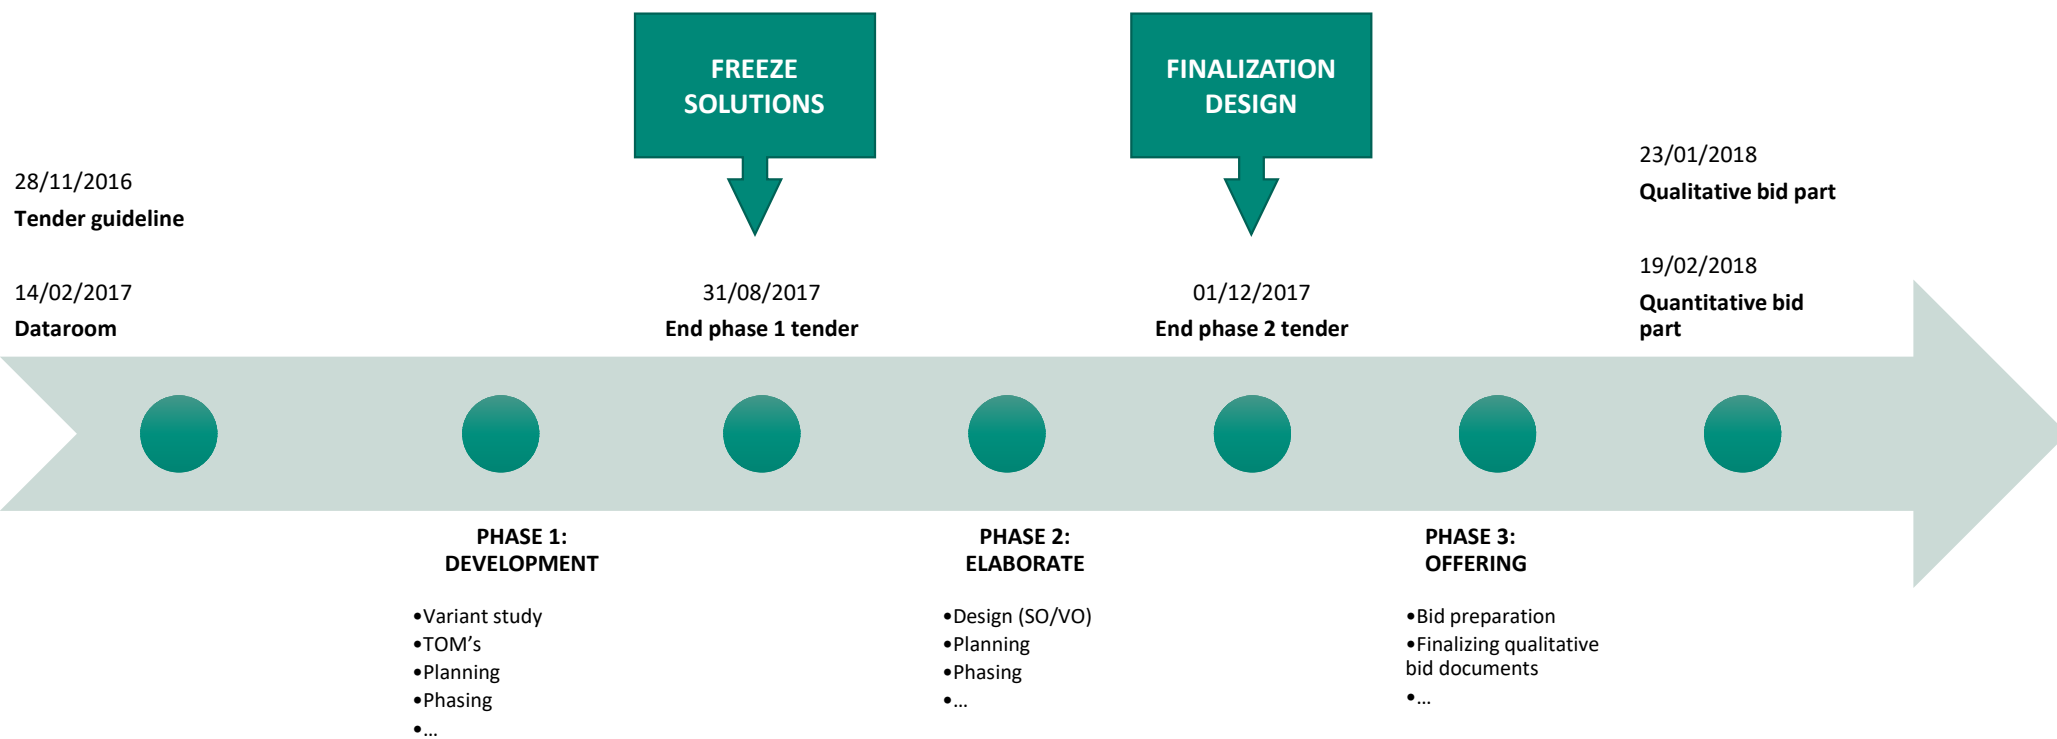 FREEZE
SOLUTIONS
FINALIZATION
DESIGN
28/11/2016
Tender guideline
14/02/2017
Dataroom
31/08/2017
End phase 1 tender
01/12/2017
End phase 2 tender
23/01/2018
Qualitative bid part
19/02/2018
Quantitative bid
part
PHASE 1:
DEVELOPMENT
•Variant study
•TOM’s
•Planning
•Phasing
•…
PHASE 2:
ELABORATE
•Design (SO/VO)
•Planning
•Phasing
•…
PHASE 3:
OFFERING
•Bid preparation
•Finalizing qualitative
bid documents
•…